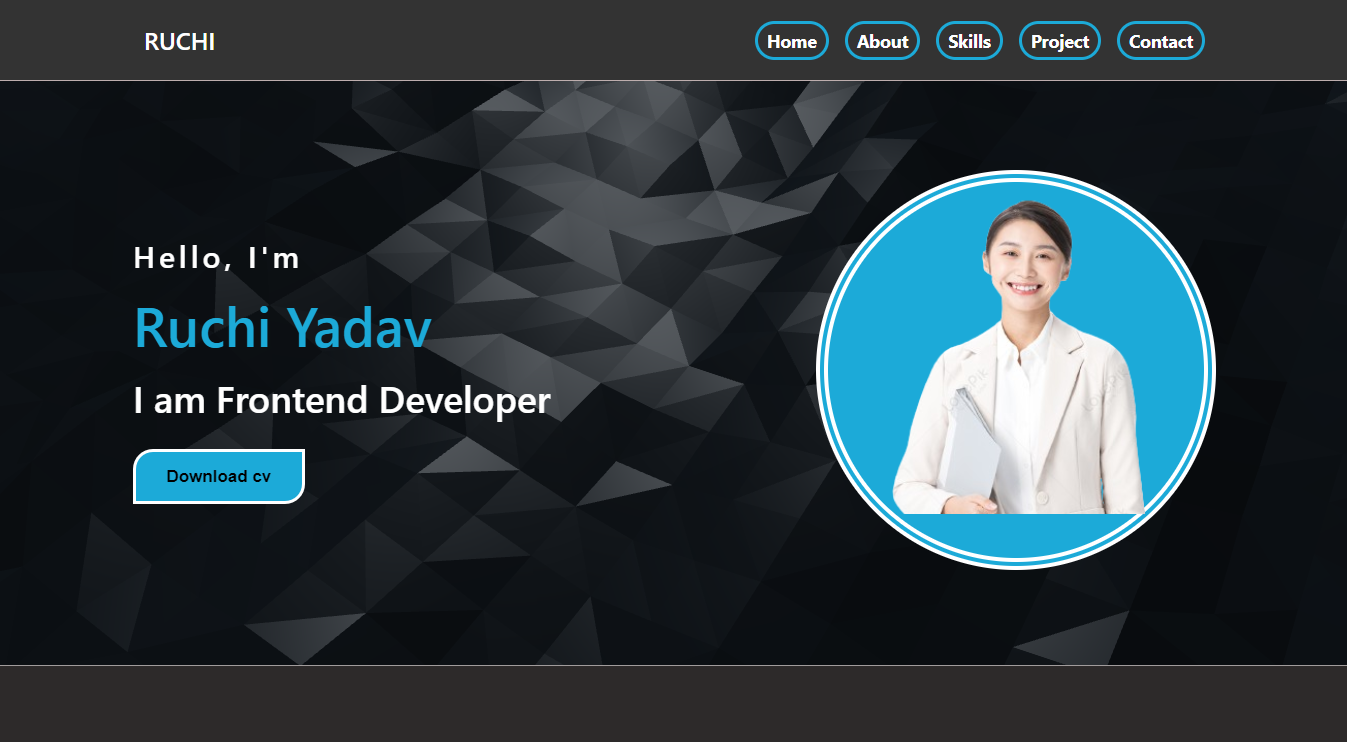 RUCHI
Home About Skills Project Contact
Hello, I'm
Ruchi Yadav
I am Frontend Developer
Download cv